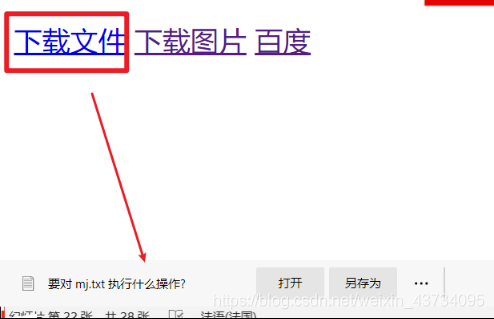 下载文件 下载图片 百度
要对 mj.txt 执行什么操作? 打开 另存为 ...
幻灯片 第 22 张，共 28 张 法语(法国)
https://blog.csdn.net/weixin_43734095